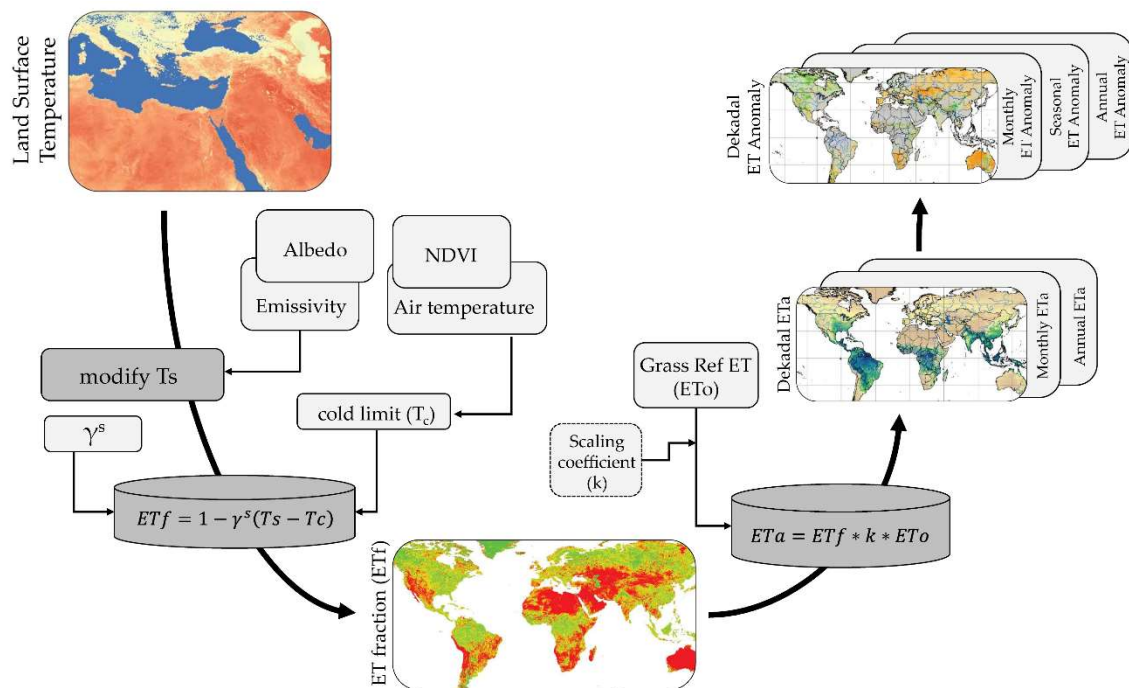 Land Surface
Temperature
Albedo
Emissivity
NDVI
Air temperature
modify Ts
γˢ
cold limit (T꜀)
ETf = 1 − γˢ(Ts − Tc)
ET fraction (ETf)
Grass Ref ET
(ETo)
Scaling
coefficient
(k)
ETa = ETf * k * ETo
Dekadal ETa
Monthly ETa
Annual ETa
Dekadal
ET Anomaly
Monthly
ET Anomaly
Seasonal
ET Anomaly
Annual
ET Anomaly